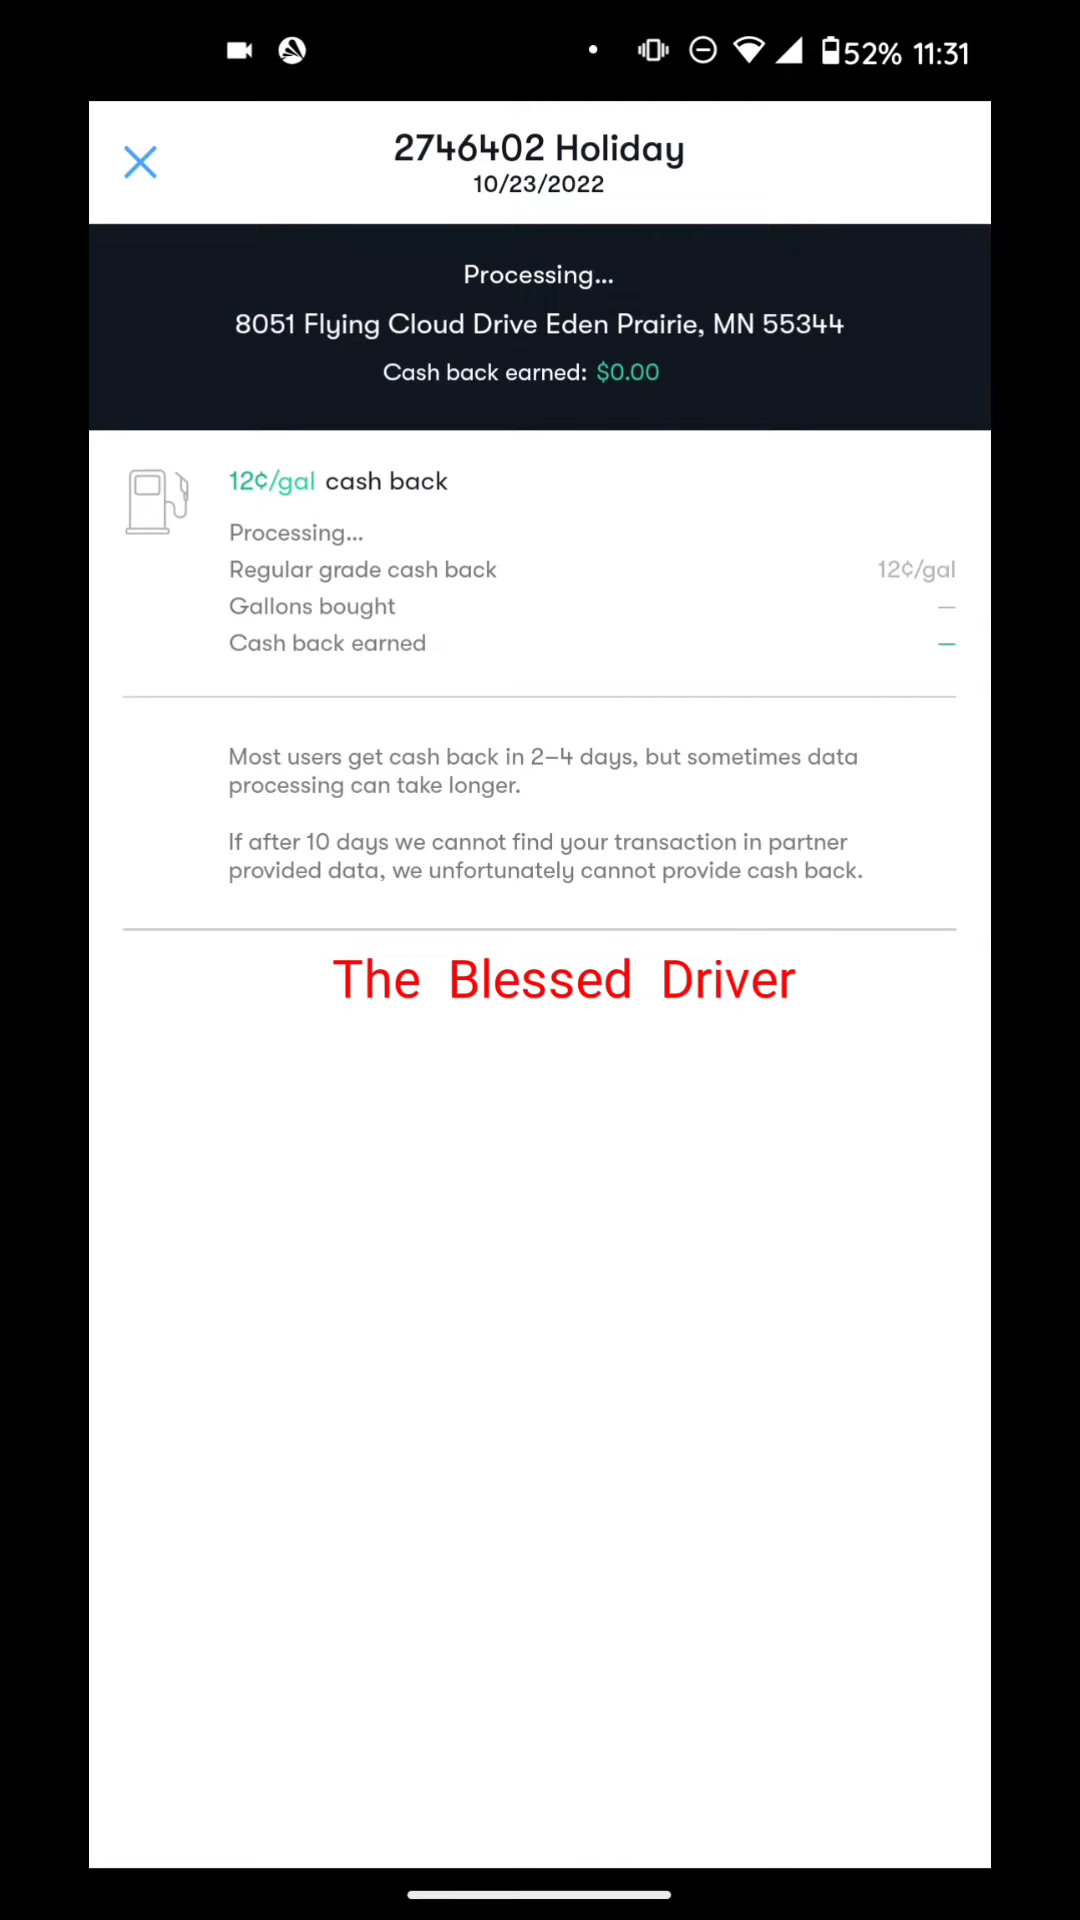 52% 11:31
2746402 Holiday
10/23/2022
Processing...
8051 Flying Cloud Drive Eden Prairie, MN 55344
Cash back earned: $0.00
12¢/gal cash back
Processing...
Regular grade cash back 12¢/gal
Gallons bought —
Cash back earned —
Most users get cash back in 2–4 days, but sometimes data
processing can take longer.
If after 10 days we cannot find your transaction in partner
provided data, we unfortunately cannot provide cash back.
The Blessed Driver